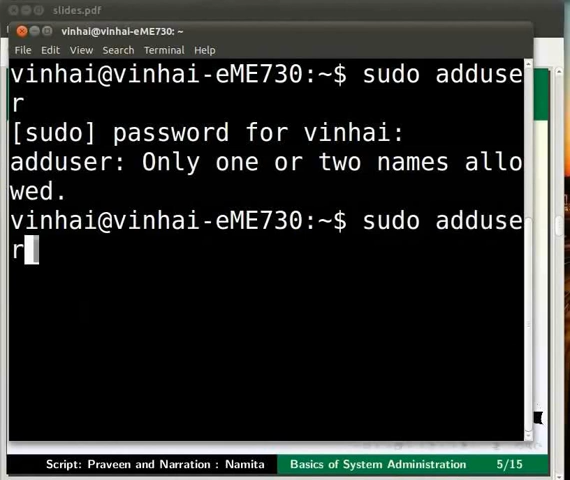 slides.pdf
vinhai@vinhai-eME730: ~
File Edit View Search Terminal Help
vinhai@vinhai-eME730:~$ sudo adduse
r
[sudo] password for vinhai:
adduser: Only one or two names allo
wed.
vinhai@vinhai-eME730:~$ sudo adduse
r
Script: Praveen and Narration : Namita Basics of System Administration 5/15